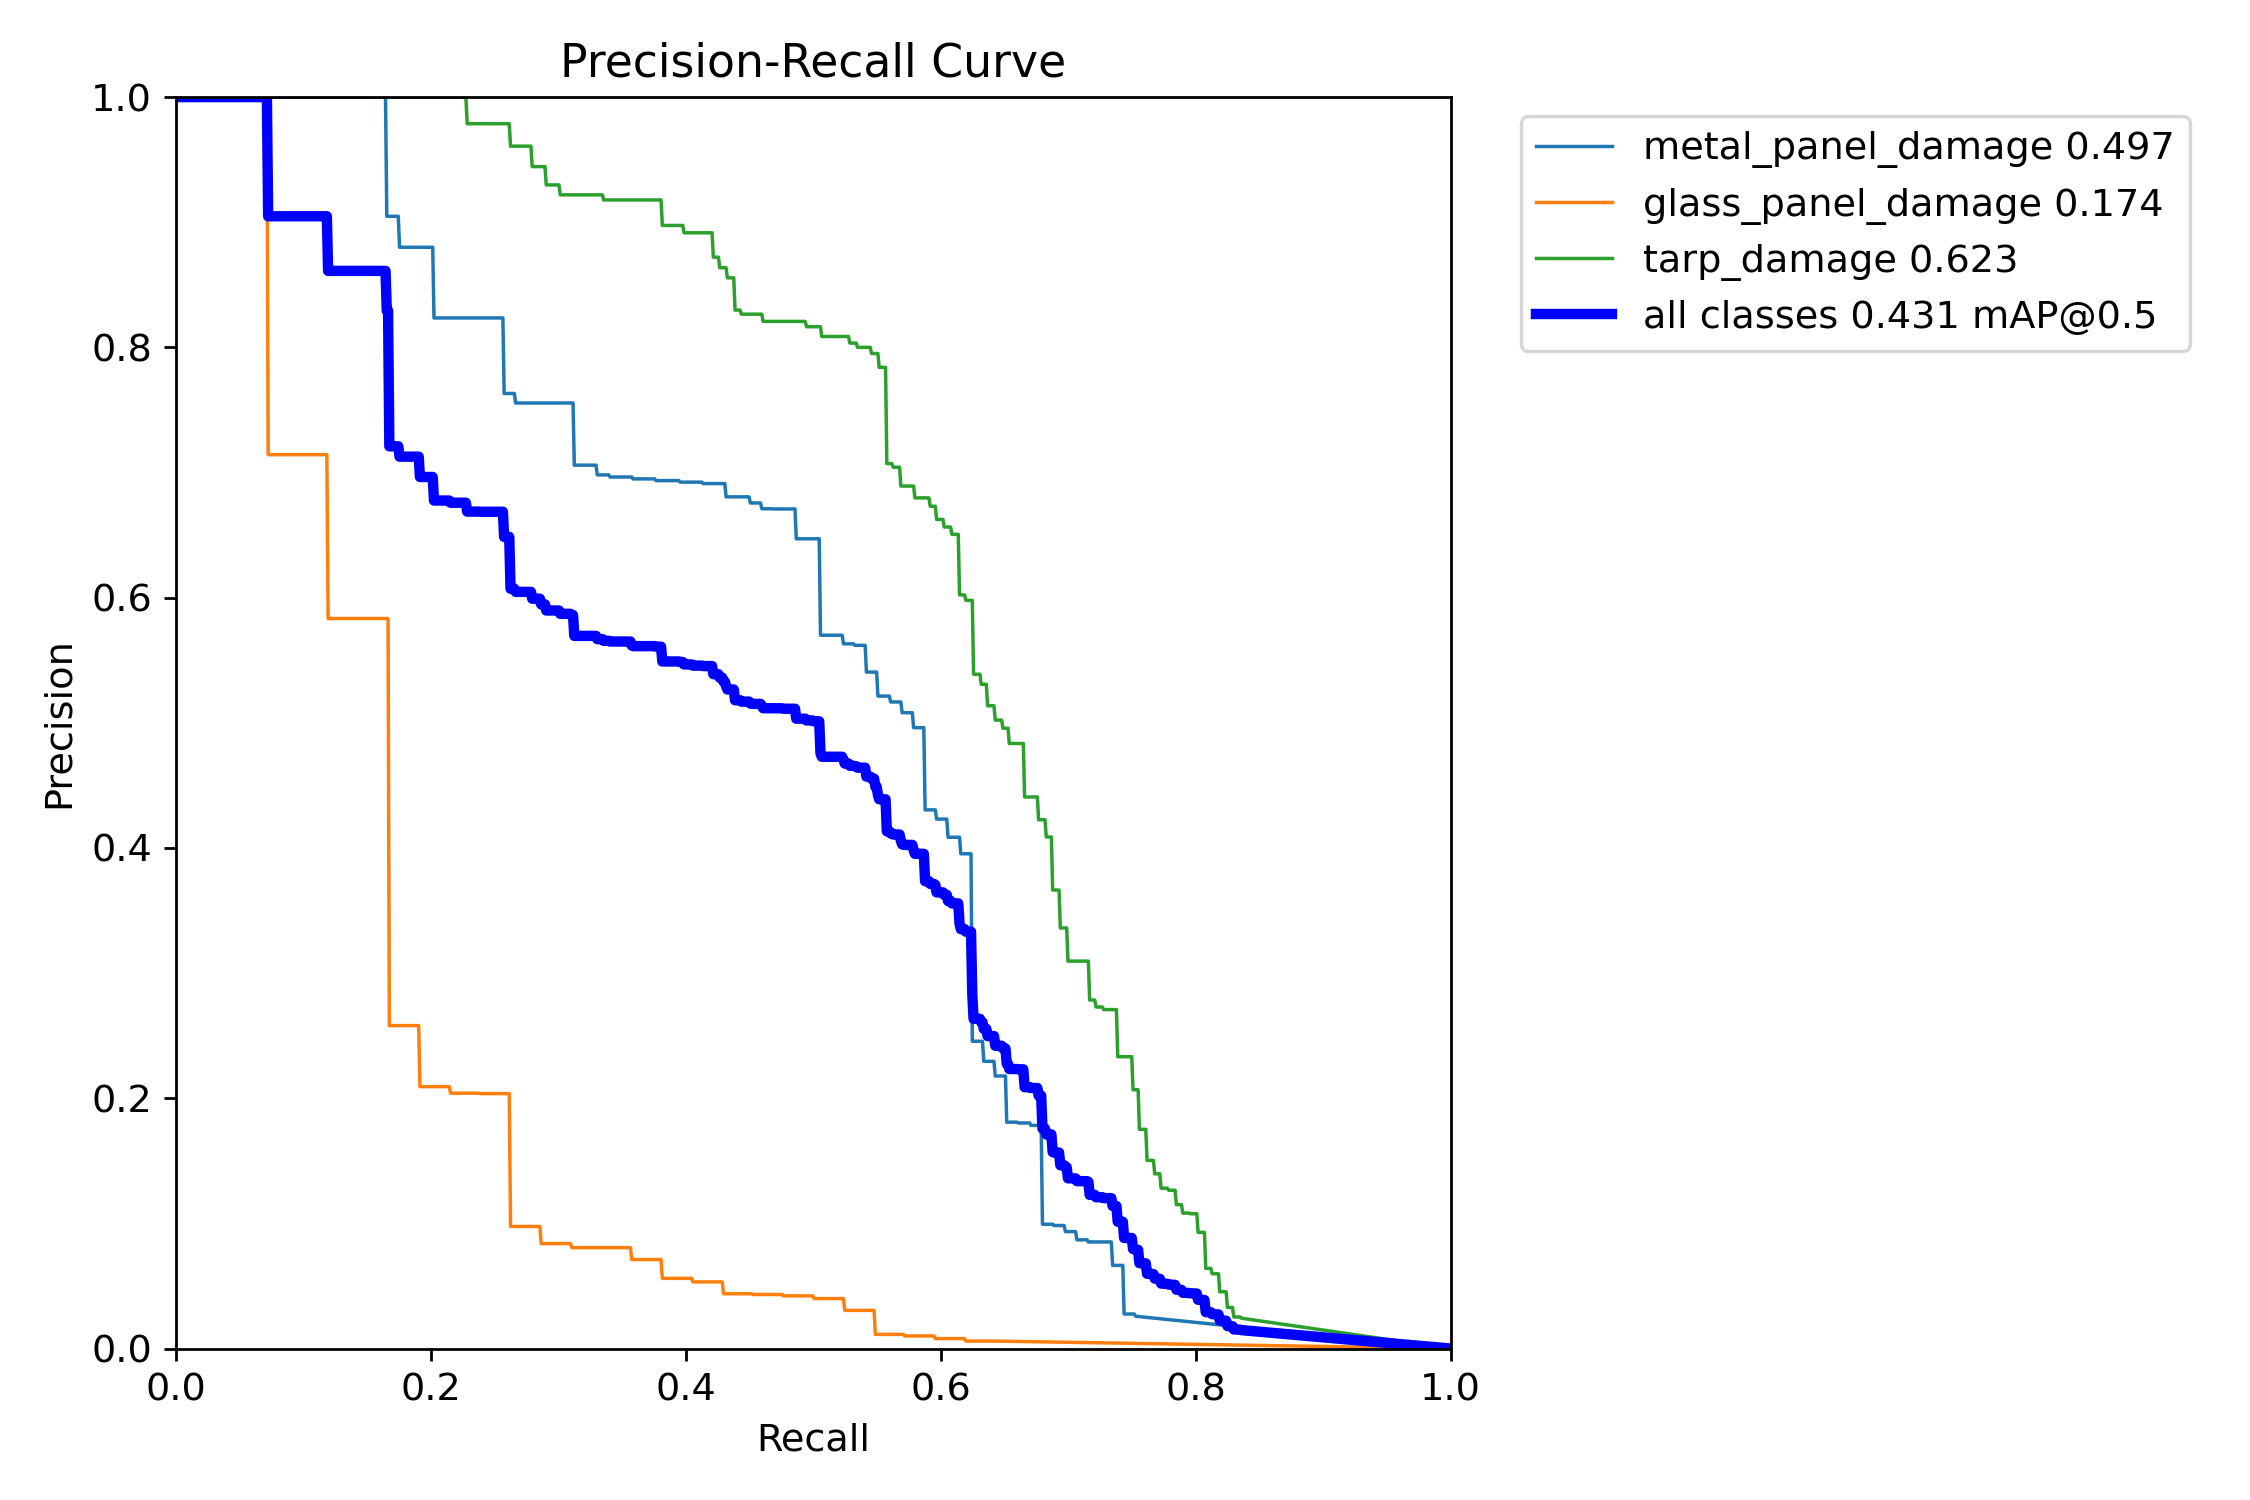 Precision-Recall Curve
1.0
0.8
0.6
0.4
0.2
0.0
Precision
0.0 0.2 0.4 0.6 0.8 1.0
Recall
metal_panel_damage 0.497
glass_panel_damage 0.174
tarp_damage 0.623
all classes 0.431 mAP@0.5